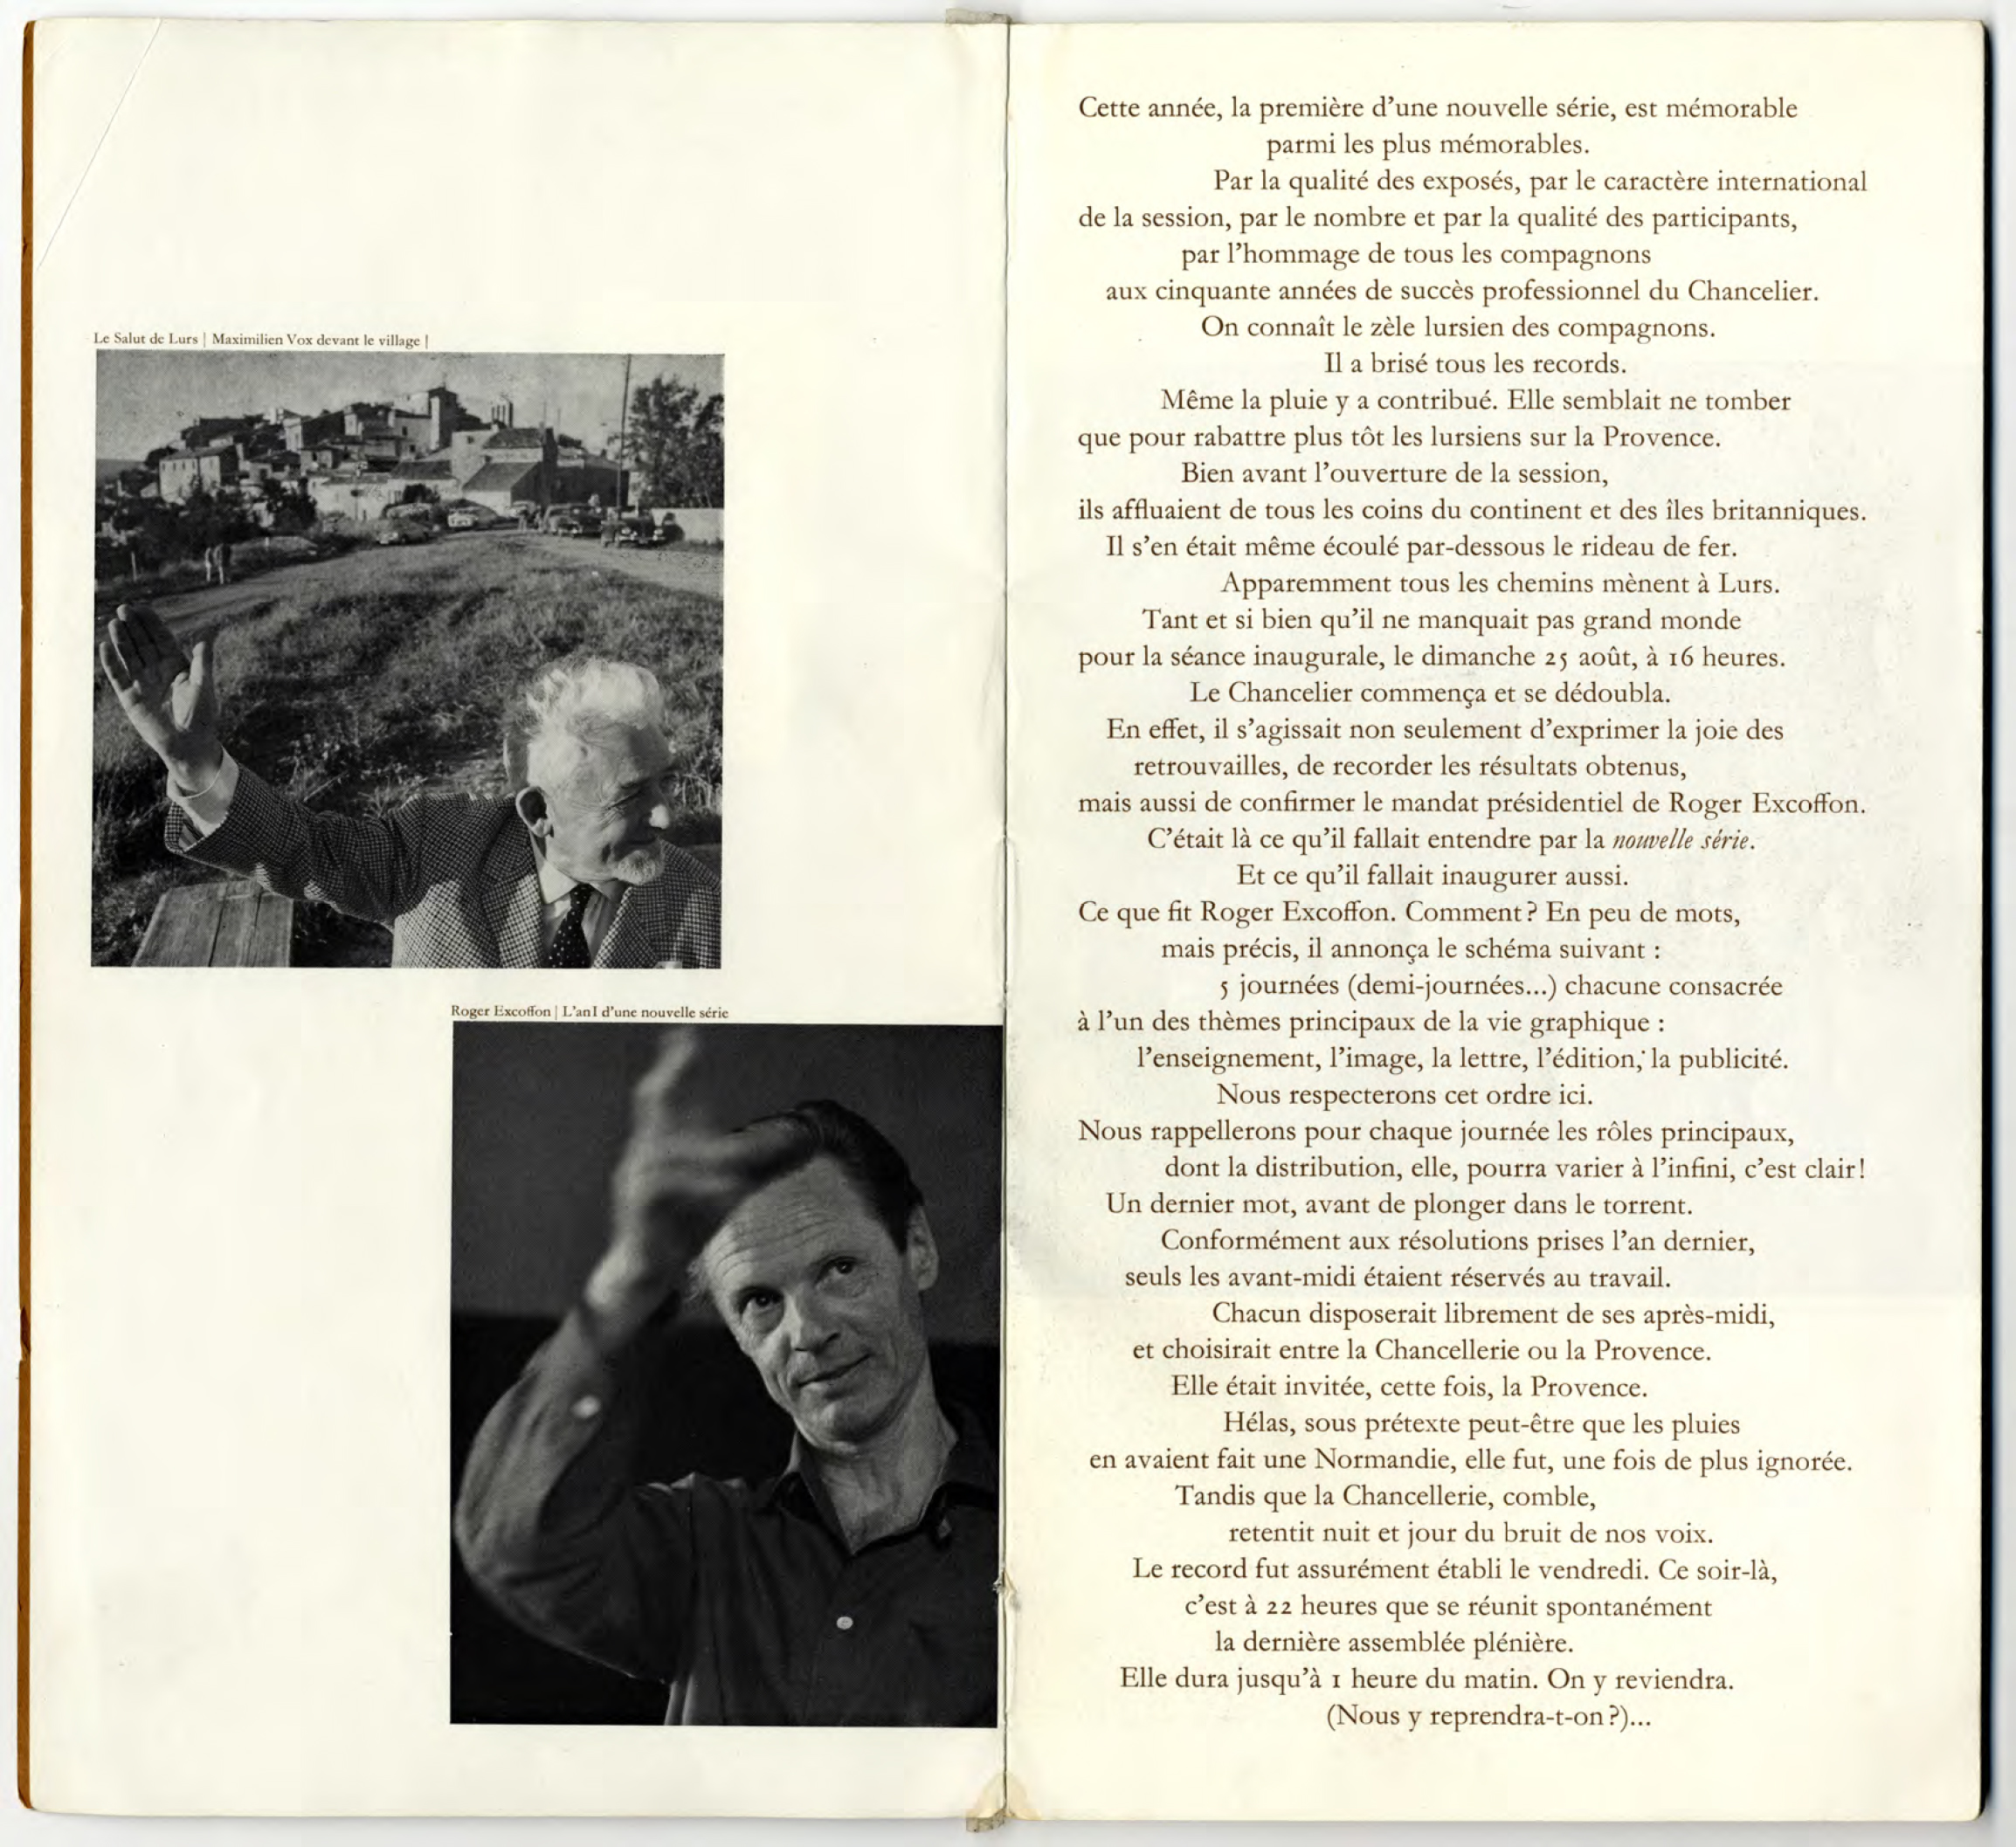 Le Salut de Lurs | Maximilien Vox devant le village |
Roger Excoffon | L'an I d'une nouvelle série
Cette année, la première d'une nouvelle série, est mémorable
parmi les plus mémorables.
Par la qualité des exposés, par le caractère international
de la session, par le nombre et par la qualité des participants,
par l'hommage de tous les compagnons
aux cinquante années de succès professionnel du Chancelier.
On connaît le zèle lursien des compagnons.
Il a brisé tous les records.
Même la pluie y a contribué. Elle semblait ne tomber
que pour rabattre plus tôt les lursiens sur la Provence.
Bien avant l'ouverture de la session,
ils affluaient de tous les coins du continent et des îles britanniques.
Il s'en était même écoulé par-dessous le rideau de fer.
Apparemment tous les chemins mènent à Lurs.
Tant et si bien qu'il ne manquait pas grand monde
pour la séance inaugurale, le dimanche 25 août, à 16 heures.
Le Chancelier commença et se dédoubla.
En effet, il s'agissait non seulement d'exprimer la joie des
retrouvailles, de recorder les résultats obtenus,
mais aussi de confirmer le mandat présidentiel de Roger Excoffon.
C'était là ce qu'il fallait entendre par la nouvelle série.
Et ce qu'il fallait inaugurer aussi.
Ce que fit Roger Excoffon. Comment ? En peu de mots,
mais précis, il annonça le schéma suivant :
5 journées (demi-journées...) chacune consacrée
à l'un des thèmes principaux de la vie graphique :
l'enseignement, l'image, la lettre, l'édition, la publicité.
Nous respecterons cet ordre ici.
Nous rappellerons pour chaque journée les rôles principaux,
dont la distribution, elle, pourra varier à l'infini, c'est clair !
Un dernier mot, avant de plonger dans le torrent.
Conformément aux résolutions prises l'an dernier,
seuls les avant-midi étaient réservés au travail.
Chacun disposerait librement de ses après-midi,
et choisirait entre la Chancellerie ou la Provence.
Elle était invitée, cette fois, la Provence.
Hélas, sous prétexte peut-être que les pluies
en avaient fait une Normandie, elle fut, une fois de plus ignorée.
Tandis que la Chancellerie, comble,
retentit nuit et jour du bruit de nos voix.
Le record fut assurément établi le vendredi. Ce soir-là,
c'est à 22 heures que se réunit spontanément
la dernière assemblée plénière.
Elle dura jusqu'à 1 heure du matin. On y reviendra.
(Nous y reprendra-t-on ?)...